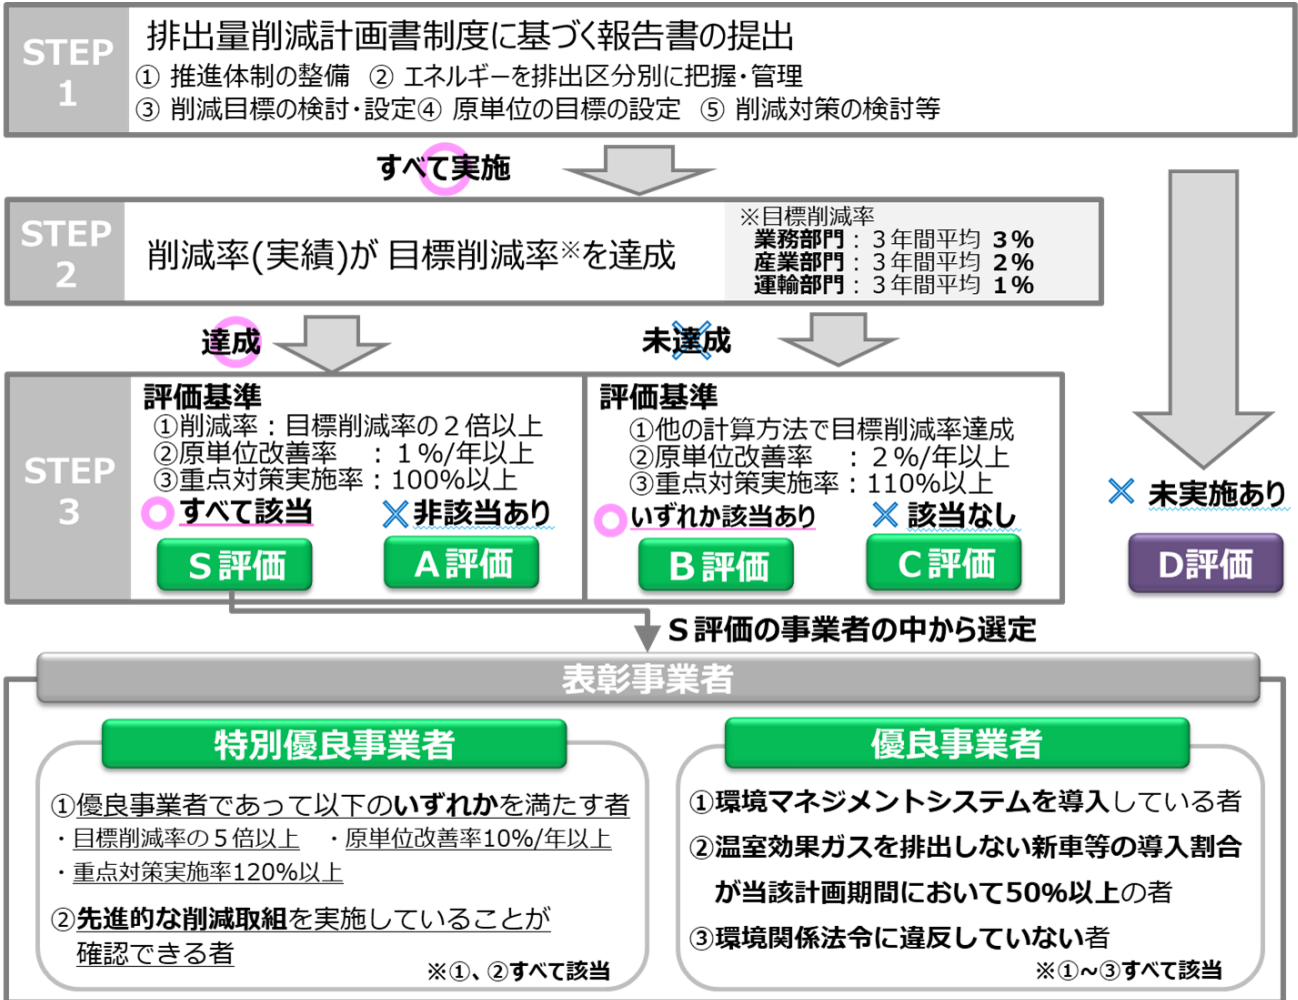 STEP
1
排出量削減計画書制度に基づく報告書の提出
① 推進体制の整備 ② エネルギーを排出区分別に把握・管理
③ 削減目標の検討・設定④ 原単位の目標の設定 ⑤ 削減対策の検討等
すべて実施
STEP
2
削減率(実績)が 目標削減率※を達成
※目標削減率
業務部門：３年間平均 ３％
産業部門：３年間平均 ２％
運輸部門：３年間平均 １％
達成
未達成
STEP
3
評価基準
①削減率：目標削減率の２倍以上
②原単位改善率 ：１%/年以上
③重点対策実施率：100%以上
すべて該当
非該当あり
S評価
A評価
評価基準
①他の計算方法で目標削減率達成
②原単位改善率 ：２%/年以上
③重点対策実施率：110%以上
いずれか該当あり
該当なし
B評価
C評価
未実施あり
D評価
S評価の事業者の中から選定
表彰事業者
特別優良事業者
①優良事業者であって以下のいずれかを満たす者
・目標削減率の５倍以上 ・原単位改善率10%/年以上
・重点対策実施率120%以上
②先進的な削減取組を実施していることが
確認できる者
※①、②すべて該当
優良事業者
①環境マネジメントシステムを導入している者
②温室効果ガスを排出しない新車等の導入割合
が当該計画期間において50%以上の者
③環境関係法令に違反していない者
※①~③すべて該当